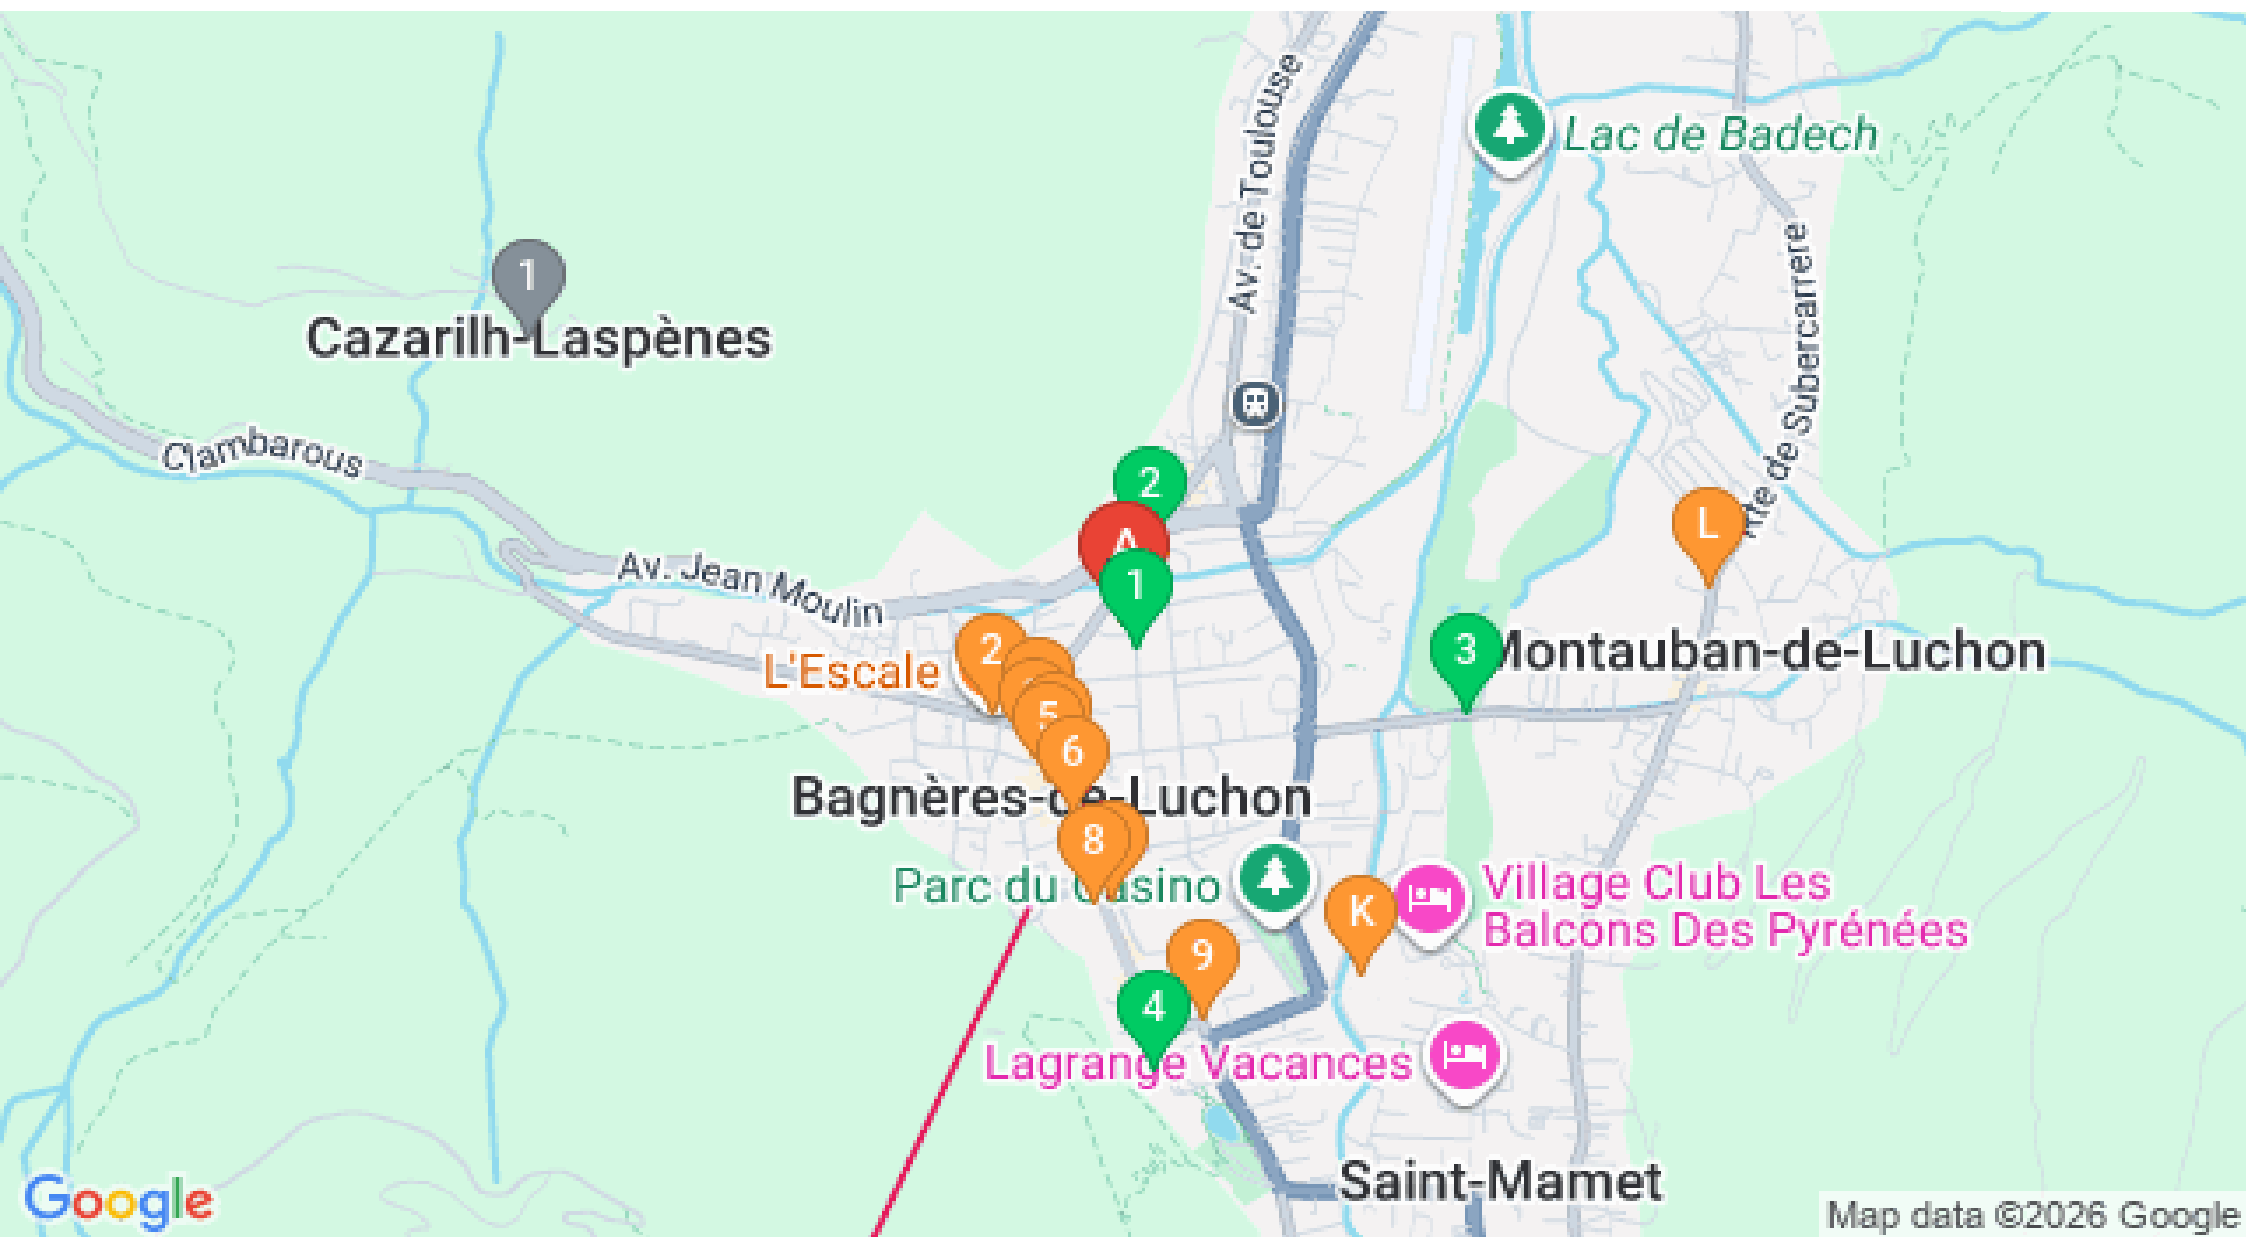 Av. de Toulouse
Lac de Badech
1
Cazarilh-Laspènes
Rte de Subercarrere
Clambarous
2
L
A
1
Av. Jean Moulin
2
L'Escale
3
Montauban-de-Luchon
5
6
Bagnères-de-Luchon
8
Parc du Casino
K
Village Club Les
Balcons Des Pyrénées
9
4
Lagrange Vacances
Saint-Mamet
Google
Map data ©2026 Google